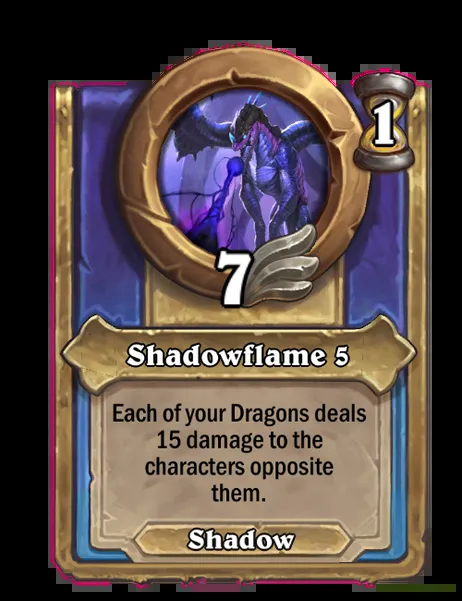 1
7
Shadowflame 5
Each of your Dragons deals
15 damage to the
characters opposite
them.
Shadow